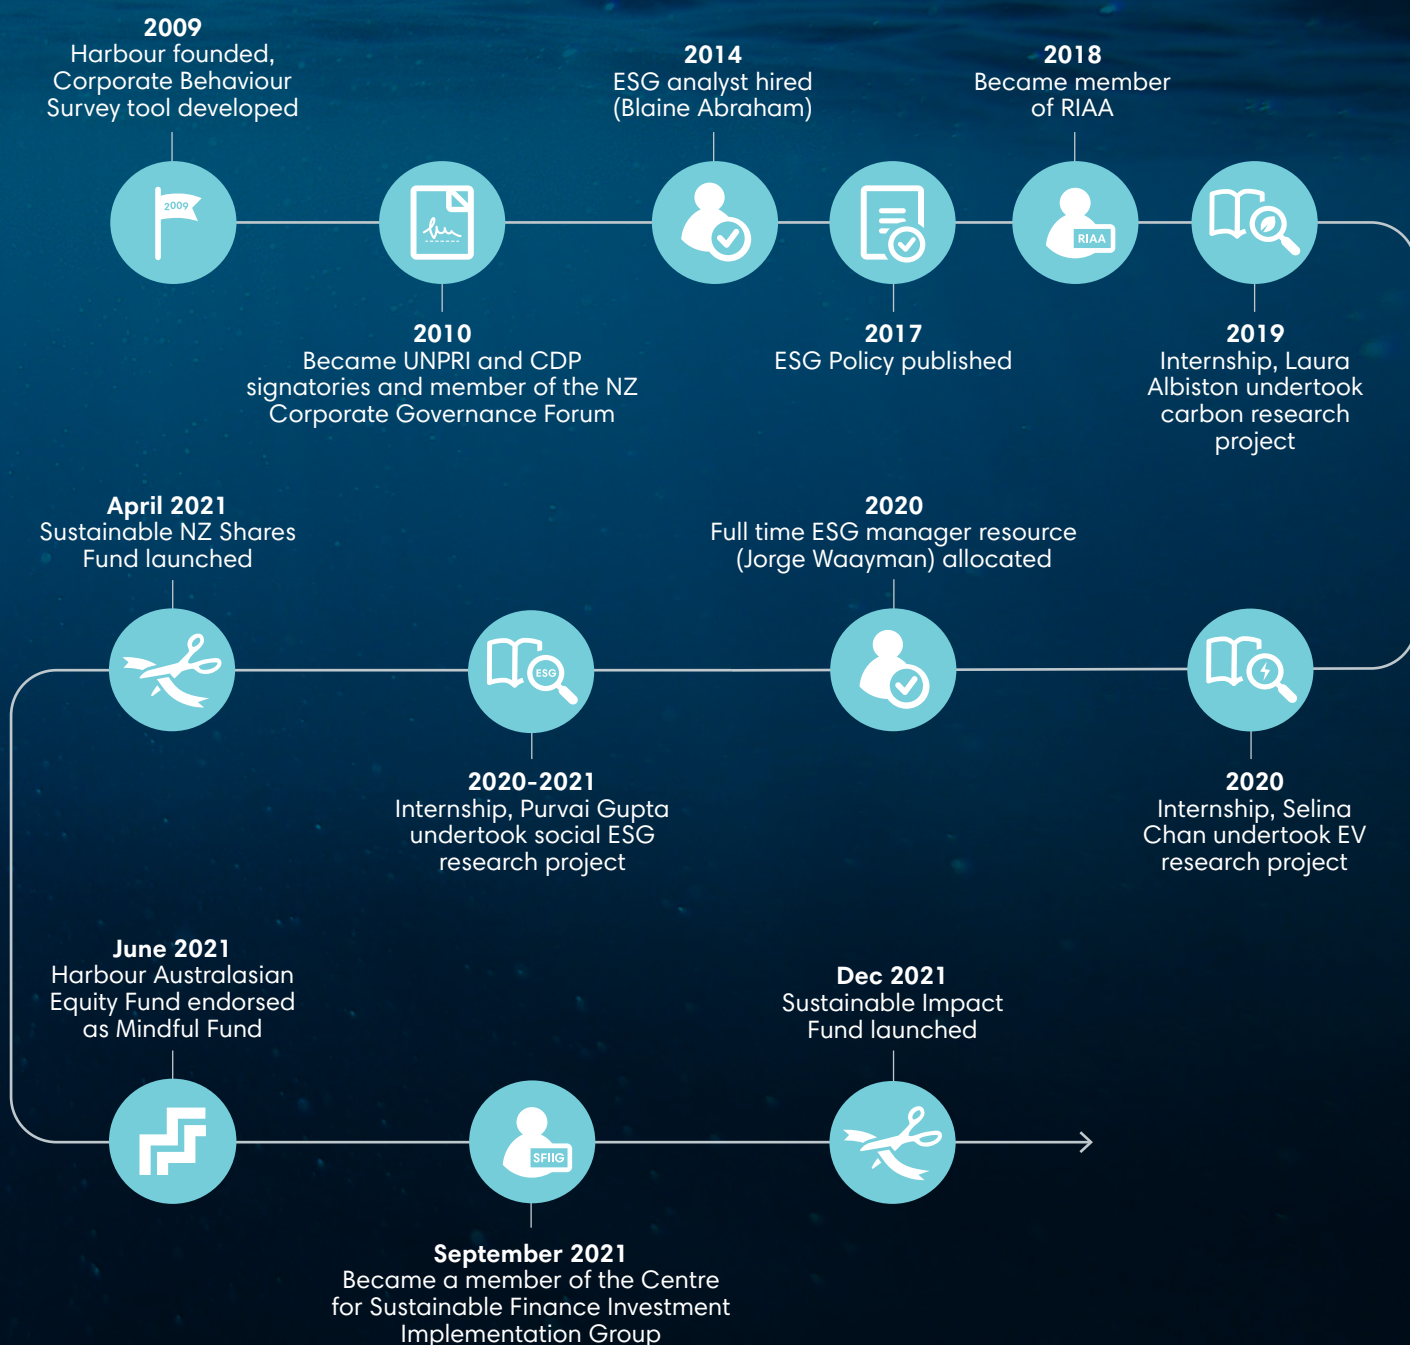 2009
Harbour founded,
Corporate Behaviour
Survey tool developed
2009
2010
Became UNPRI and CDP
signatories and member of the NZ
Corporate Governance Forum
2014
ESG analyst hired
(Blaine Abraham)
2017
ESG Policy published
2018
Became member
of RIAA
RIAA
2019
Internship, Laura
Albiston undertook
carbon research
project
2020
Internship, Selina
Chan undertook EV
research project
2020
Full time ESG manager resource
(Jorge Waayman) allocated
ESG
2020-2021
Internship, Purvai Gupta
undertook social ESG
research project
April 2021
Sustainable NZ Shares
Fund launched
June 2021
Harbour Australasian
Equity Fund endorsed
as Mindful Fund
SFIIG
September 2021
Became a member of the Centre
for Sustainable Finance Investment
Implementation Group
Dec 2021
Sustainable Impact
Fund launched